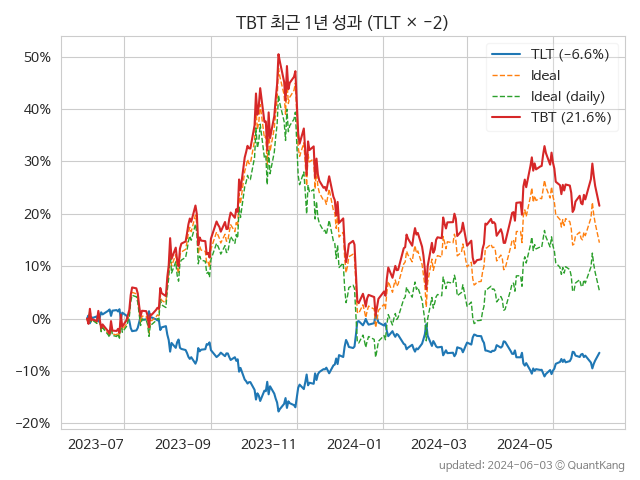 TBT 최근 1년 성과 (TLT × −2)
TLT (−6.6%)
Ideal
Ideal (daily)
TBT (21.6%)
50%
40%
30%
20%
10%
0%
−10%
−20%
2023-07
2023-09
2023-11
2024-01
2024-03
2024-05
updated: 2024-06-03 © QuantKang